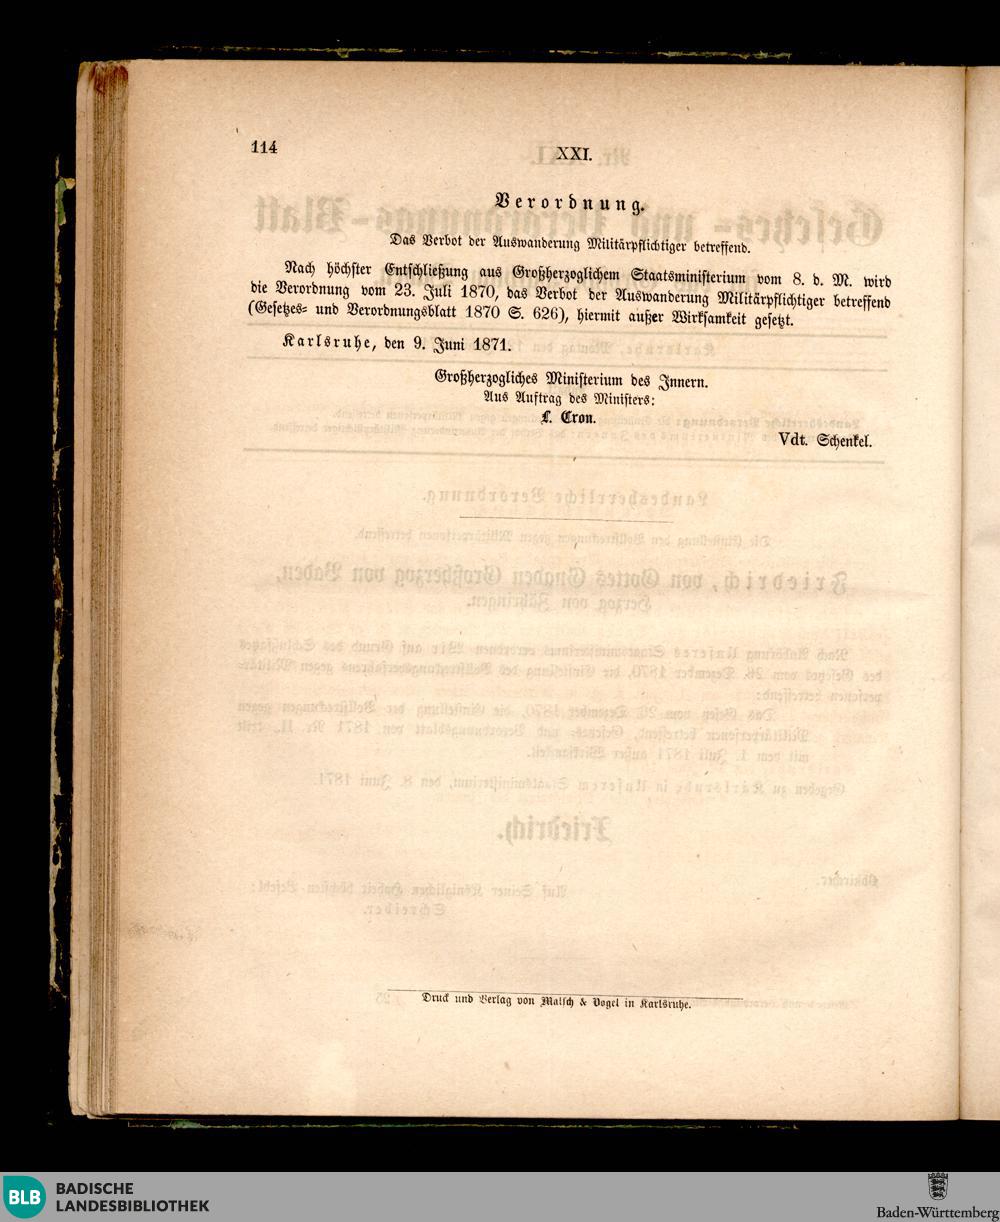 114
XXI.
Verordnung.
Das Verbot der Auswanderung Militärpflichtiger betreffend.
Nach höchster Entschließung aus Großherzoglichem Staatsministerium vom 8. d. M. wird
die Verordnung vom 23. Juli 1870, das Verbot der Auswanderung Militärpflichtiger betreffend
(Gesetzes- und Verordnungsblatt 1870 S. 626), hiermit außer Wirksamkeit gesetzt.
Karlsruhe, den 9. Juni 1871.
Großherzogliches Ministerium des Innern.
Aus Auftrag des Ministers:
L. Cron.
Vdt. Schenkel.
Druck und Verlag von Malsch & Vogel in Karlsruhe.
BLB
BADISCHE
LANDESBIBLIOTHEK
Baden-Württemberg